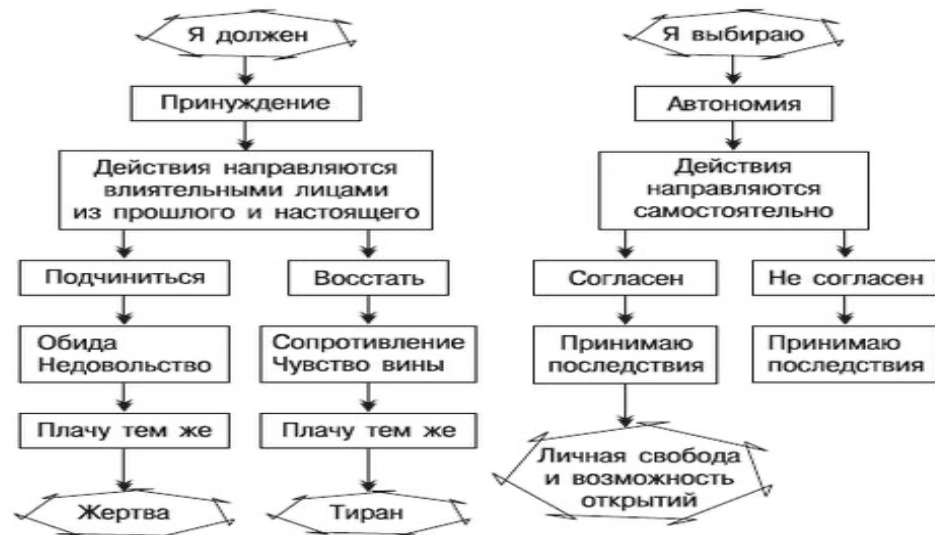 Я должен
Принуждение
Действия направляются
влиятельными лицами
из прошлого и настоящего
Подчиниться
Восстать
Обида
Недовольство
Сопротивление
Чувство вины
Плачу тем же
Плачу тем же
Жертва
Тиран
Я выбираю
Автономия
Действия
направляются
самостоятельно
Согласен
Не согласен
Принимаю
последствия
Принимаю
последствия
Личная свобода
и возможность
открытий